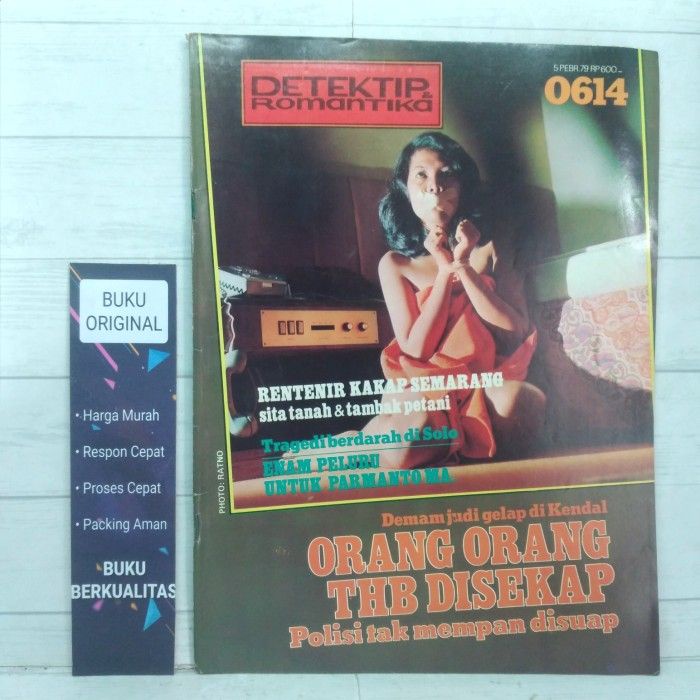 BUKU
ORIGINAL
• Harga Murah
• Respon Cepat
• Proses Cepat
• Packing Aman
BUKU
BERKUALITAS
DETEKTIP &
ROMANTIKA
5 PEBR. 79 RP 600_
0614
RENTENIR KAKAP SEMARANG
sita tanah & tambak petani
Tragedi berdarah di Solo
ENAM PELURU
UNTUK PARMANTO MA.
PHOTO: RATNO
Demam judi gelap di Kendal
ORANG ORANG
THB DISEKAP
Polisi tak mempan disuap